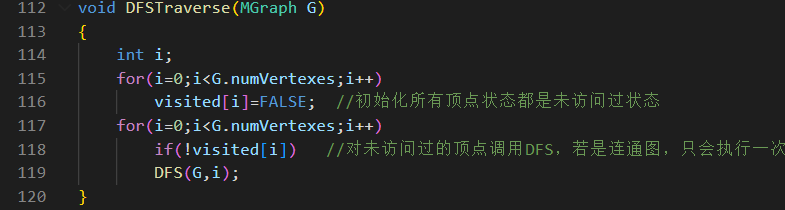 112 void DFSTraverse(MGraph G)
113 {
114 int i;
115 for(i=0;i<G.numVertexes;i++)
116 visited[i]=FALSE; //初始化所有顶点状态都是未访问过状态
117 for(i=0;i<G.numVertexes;i++)
118 if(!visited[i]) //对未访问过的顶点调用DFS，若是连通图，只会执行一次
119 DFS(G,i);
120 }